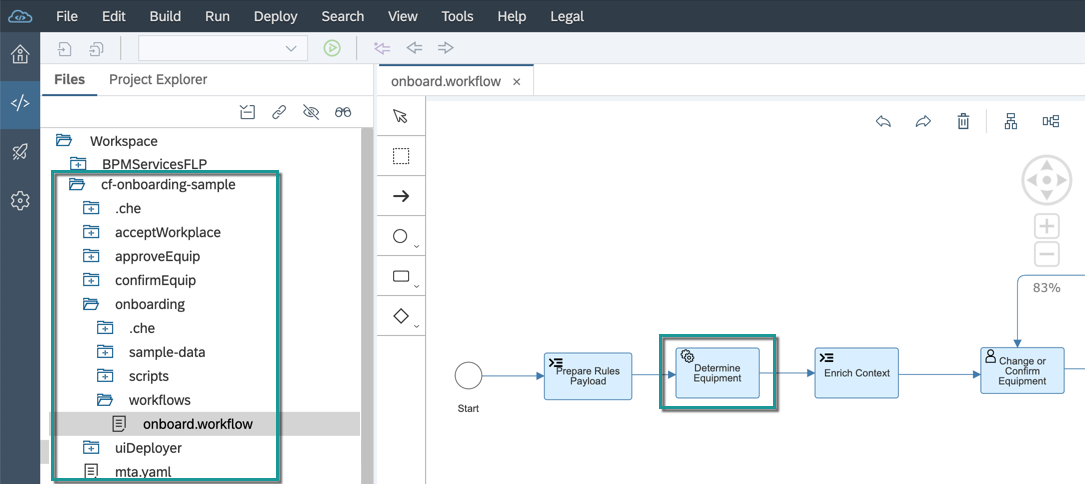 File Edit Build Run Deploy Search View Tools Help Legal
Files Project Explorer
onboard.workflow ×
Workspace
BPMServicesFLP
cf-onboarding-sample
.che
acceptWorkplace
approveEquip
confirmEquip
onboarding
.che
sample-data
scripts
workflows
onboard.workflow
uiDeployer
mta.yaml
83%
Start
Prepare Rules
Payload
Determine
Equipment
Enrich Context
Change or
Confirm
Equipment